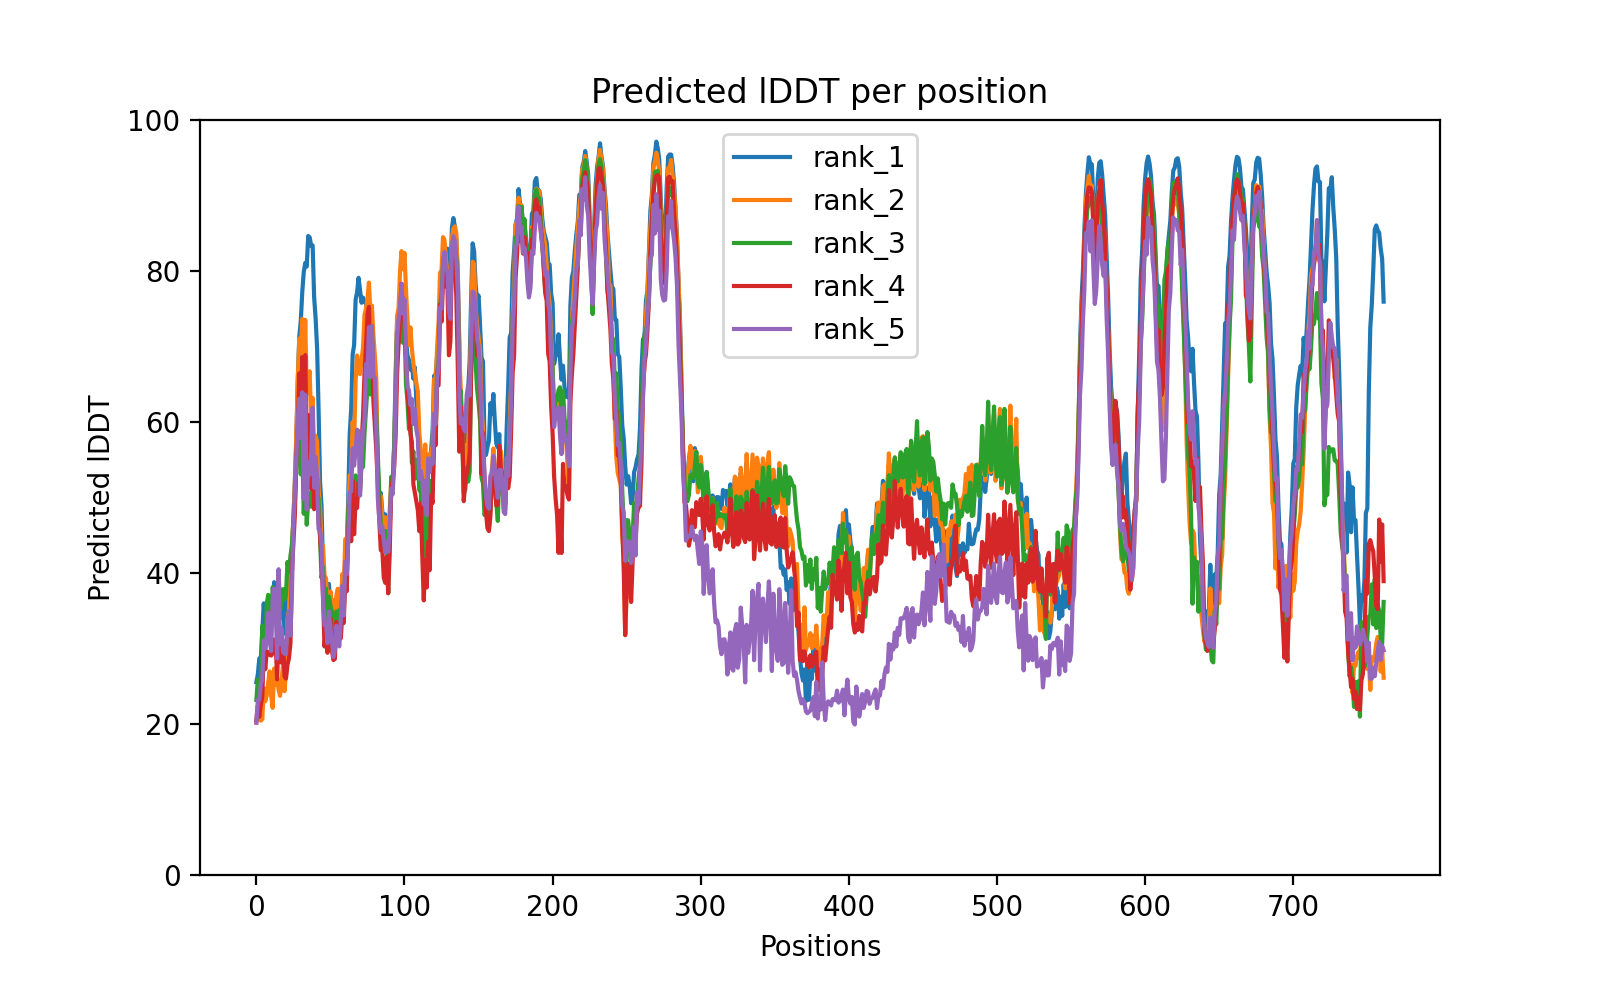 Predicted lDDT per position
100
80
60
40
20
0
Predicted lDDT
rank_1
rank_2
rank_3
rank_4
rank_5
0 100 200 300 400 500 600 700
Positions